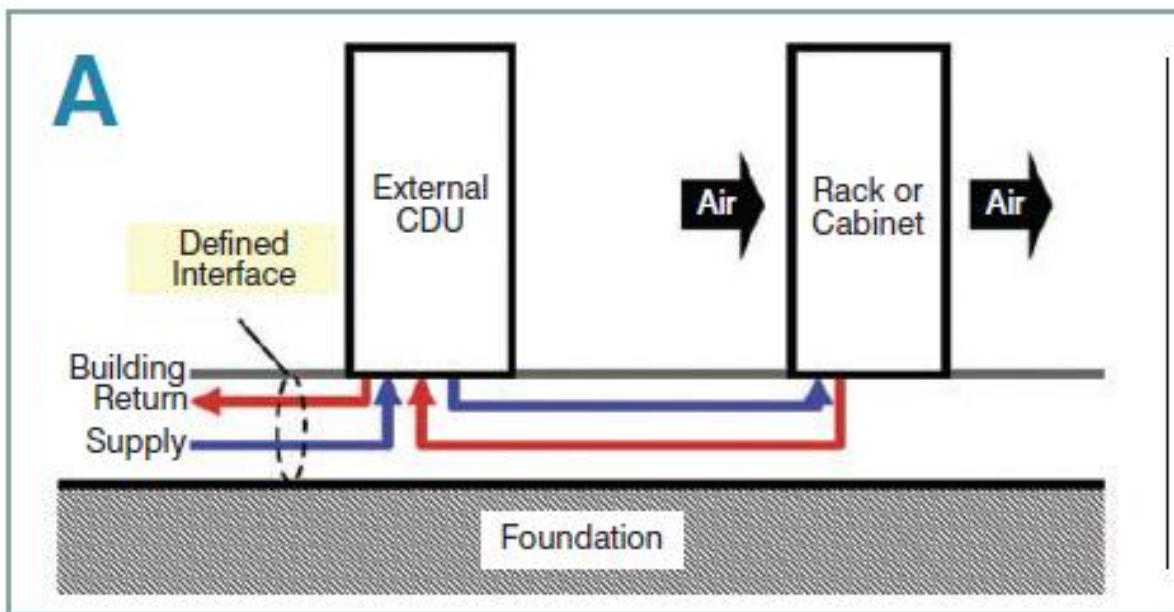 A
External
CDU
Air
Rack or
Cabinet
Air
Defined
Interface
Building
Return
Supply
Foundation